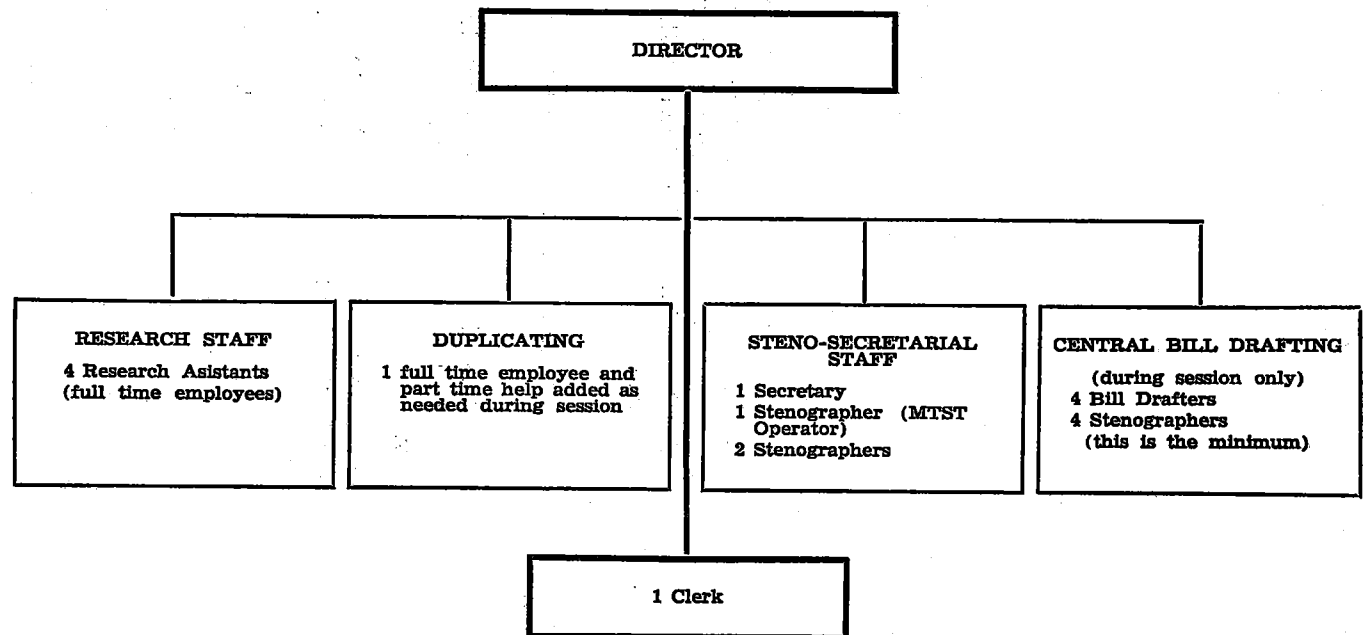 DIRECTOR
RESEARCH STAFF
4 Research Asistants
(full time employees)
DUPLICATING
1 full time employee and
part time help added as
needed during session
STENO-SECRETARIAL
STAFF
1 Secretary
1 Stenographer (MTST
Operator)
2 Stenographers
CENTRAL BILL DRAFTING
(during session only)
4 Bill Drafters
4 Stenographers
(this is the minimum)
1 Clerk